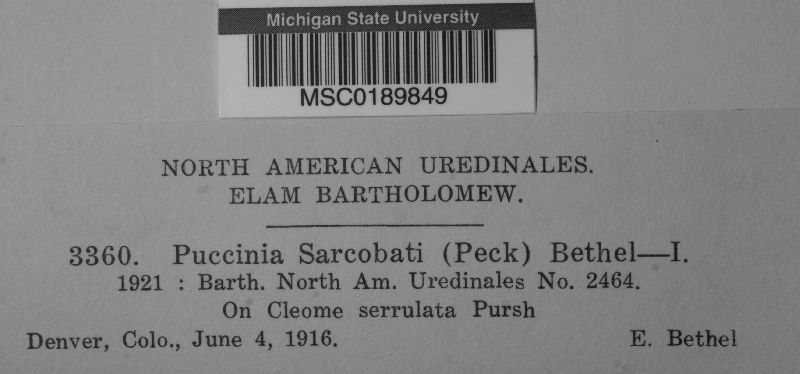 Michigan State University
MSC0189849
NORTH AMERICAN UREDINALES.
ELAM BARTHOLOMEW.
3360. Puccinia Sarcobati (Peck) Bethel—I.
1921 : Barth. North Am. Uredinales No. 2464.
On Cleome serrulata Pursh
Denver, Colo., June 4, 1916. E. Bethel